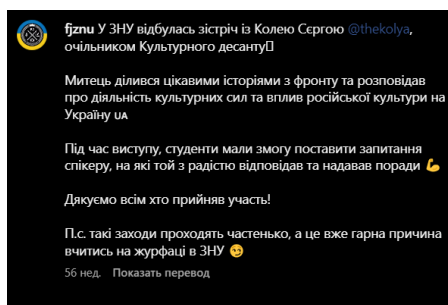 fjznu У ЗНУ відбулась зістріч із Колею Сєргою @thekolya,
очільником Культурного десанту▯
Митець ділився цікавими історіями з фронту та розповідав
про діяльність культурних сил та вплив російської культури на
Україну UA
Під час виступу, студенти мали змогу поставити запитання
спікеру, на які той з радістю відповідав та надавав поради 💪
Дякуємо всім хто прийняв участь!
П.с. такі заходи проходять частенько, а це вже гарна причина
вчитись на журфаці в ЗНУ 😏
56 нед. Показать перевод